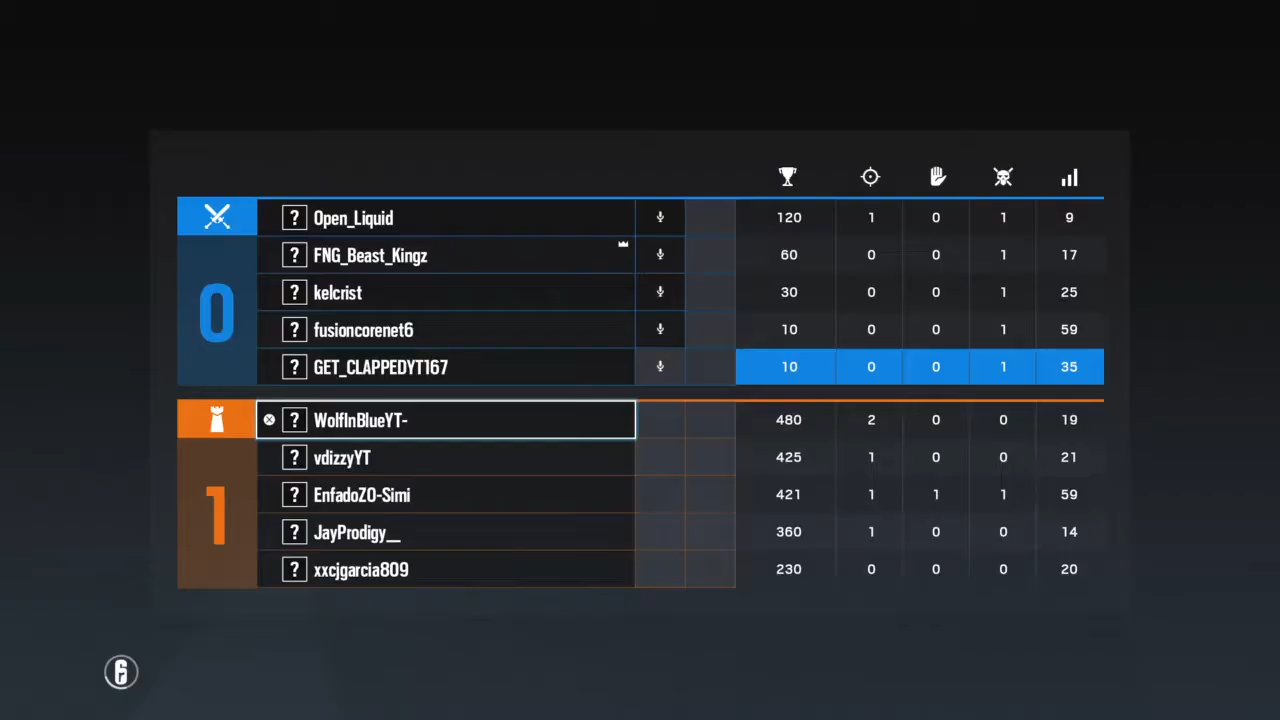 ? Open_Liquid 120 1 0 1 9
? FNG_Beast_Kingz 60 0 0 1 17
0
? kelcrist 30 0 0 1 25
? fusioncorenet6 10 0 0 1 59
? GET_CLAPPEDYT167 10 0 0 1 35
? WolfInBlueYT- 480 2 0 0 19
? vdizzyYT 425 1 0 0 21
? EnfadoZO-Simi 421 1 1 1 59
1
? JayProdigy__ 360 1 0 0 14
? xxcjgarcia809 230 0 0 0 20
6